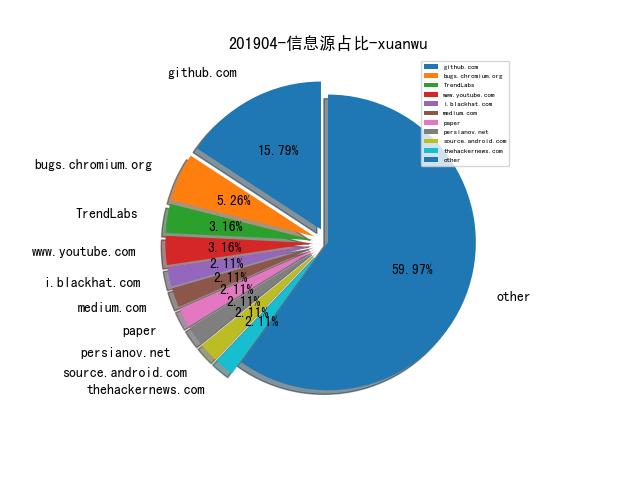 201904-信息源占比-xuanwu
github.com
bugs.chromium.org
TrendLabs
www.youtube.com
i.blackhat.com
medium.com
paper
persianov.net
source.android.com
thehackernews.com
other
15.79%
5.26%
3.16%
3.16%
2.11%
2.11%
2.11%
2.11%
2.11%
2.11%
59.97%
github.com
bugs.chromium.org
TrendLabs
www.youtube.com
i.blackhat.com
medium.com
paper
persianov.net
source.android.com
thehackernews.com
other